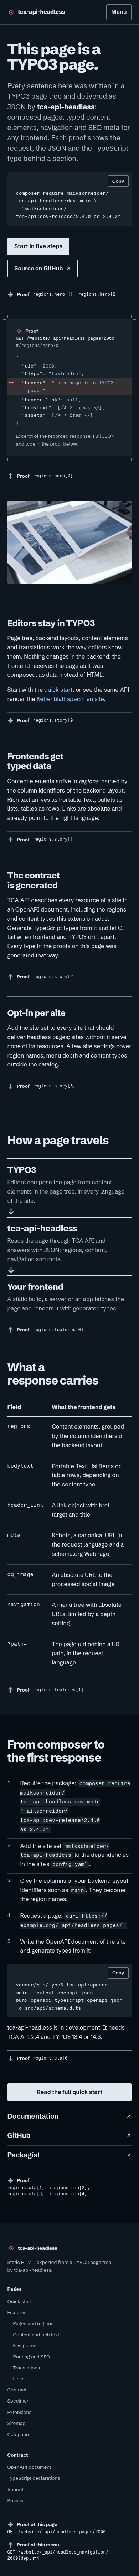 tca-api-headless
Menu
This page is a
TYPO3 page.
Every sentence here was written in a
TYPO3 page tree and delivered as
JSON by tca-api-headless:
composed pages, typed content
elements, navigation and SEO meta for
each front end. Each block shows its
request, the JSON and the TypeScript
type behind a section.
Copy
composer require maikschneider/
tca-api-headless:dev-main \
"maikschneider/
tca-api:dev-release/2.4.0 as 2.4.0"
Start in five steps
Source on GitHub ↗
Proof regions.hero[1], regions.hero[2]
Proof
GET /website/_api/headless_pages/2000
#/regions/hero/0
{
"uid": 2000,
"CType": "textmedia",
"header": "This page is a TYPO3
page.",
"header_link": null,
"bodytext": [/* 2 items */],
"assets": [/* 1 item */]
}
Excerpt of the recorded response. Full JSON
and type in the proof below.
Proof regions.hero[0]
Editors stay in TYPO3
Page tree, backend layouts, content elements
and translations work the way editors know
them. Nothing changes in the backend: the
frontend receives the page as it was
composed, as data instead of HTML.
Start with the quick start, or see the same API
render the Kettenblatt specimen site.
Proof regions.story[0]
Frontends get
typed data
Content elements arrive in regions, named by
the column identifiers of the backend layout.
Rich text arrives as Portable Text, bullets as
items, tables as rows, and links and images
already point to the right language.
Proof regions.story[1]
The contract
is generated
TCA API describes every resource of a site in
an OpenAPI document, including the regions
and content types this extension adds.
Generate TypeScript types from it and let CI
fail when frontend and TYPO3 drift apart.
Every type in the proofs on this page was
generated that way.
Proof regions.story[2]
Opt-in per site
Add the site set to every site that should
deliver headless pages; sites without it serve
none of its resources. A few site settings cover
region names, menu depth and content types
outside the catalog.
Proof regions.story[3]
How a page travels
TYPO3
Editors compose the page from content
elements in the page tree, in every language
of the site.
tca-api-headless
Reads the page through TCA API and
answers with JSON: regions, content,
navigation and meta.
Your frontend
A static build, a server or an app fetches the
page and renders it with generated types.
Proof regions.features[0]
What a
response carries
Field What the frontend gets
regions Content elements, grouped
by the column identifiers of
the backend layout
bodytext Portable Text, list items or
table rows, depending on
the content type
header_link A link object with href,
target and title
meta Robots, a canonical URL in
the request language and a
schema.org WebPage
og_image An absolute URL to the
processed social image
navigation A menu tree with absolute
URLs, limited by a depth
setting
?path= The page uid behind a URL
path, in the request
language
Proof regions.features[1]
From composer to
the first response
1 Require the package: composer require
maikschneider/
tca-api-headless:dev-main
"maikschneider/
tca-api:dev-release/2.4.0
as 2.4.0"
2 Add the site set maikschneider/
tca-api-headless to the dependencies
in the site's config.yaml.
3 Give the columns of your backend layout
identifiers such as main. They become
the region names.
4 Request a page: curl https://
example.org/_api/headless_pages/1
5 Write the OpenAPI document of the site
and generate types from it:
Copy
vendor/bin/typo3 tca-api:openapi
main --output openapi.json
bunx openapi-typescript openapi.json
-o src/api/schema.d.ts
tca-api-headless is in development. It needs
TCA API 2.4 and TYPO3 13.4 or 14.3.
Proof regions.cta[0]
Read the full quick start
Documentation ↗
GitHub ↗
Packagist ↗
Proof
regions.cta[1], regions.cta[2],
regions.cta[3], regions.cta[4]
tca-api-headless
Static HTML, exported from a TYPO3 page tree
by tca-api-headless.
Pages
Quick start
Features
Pages and regions
Content and rich text
Navigation
Routing and SEO
Translations
Links
Contract
Specimen
Extensions
Sitemap
Colophon
Contract
OpenAPI document
TypeScript declarations
Imprint
Privacy
Proof of this page
GET /website/_api/headless_pages/2000
Proof of this menu
GET /website/_api/headless_navigation/
2000?depth=4